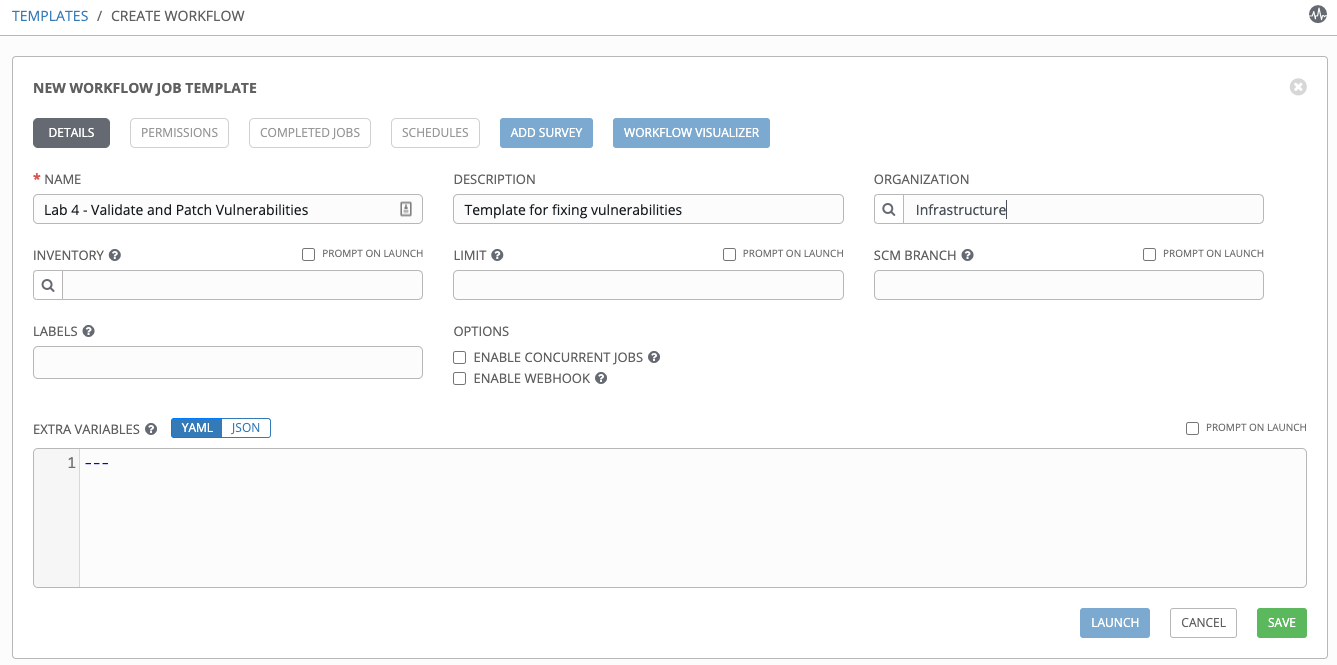 TEMPLATES / CREATE WORKFLOW
NEW WORKFLOW JOB TEMPLATE
DETAILS PERMISSIONS COMPLETED JOBS SCHEDULES ADD SURVEY WORKFLOW VISUALIZER
* NAME DESCRIPTION ORGANIZATION
Lab 4 - Validate and Patch Vulnerabilities Template for fixing vulnerabilities Infrastructure
INVENTORY ? PROMPT ON LAUNCH LIMIT ? PROMPT ON LAUNCH SCM BRANCH ? PROMPT ON LAUNCH
LABELS ? OPTIONS
ENABLE CONCURRENT JOBS ?
ENABLE WEBHOOK ?
EXTRA VARIABLES ? YAML JSON PROMPT ON LAUNCH
1 ---
LAUNCH CANCEL SAVE